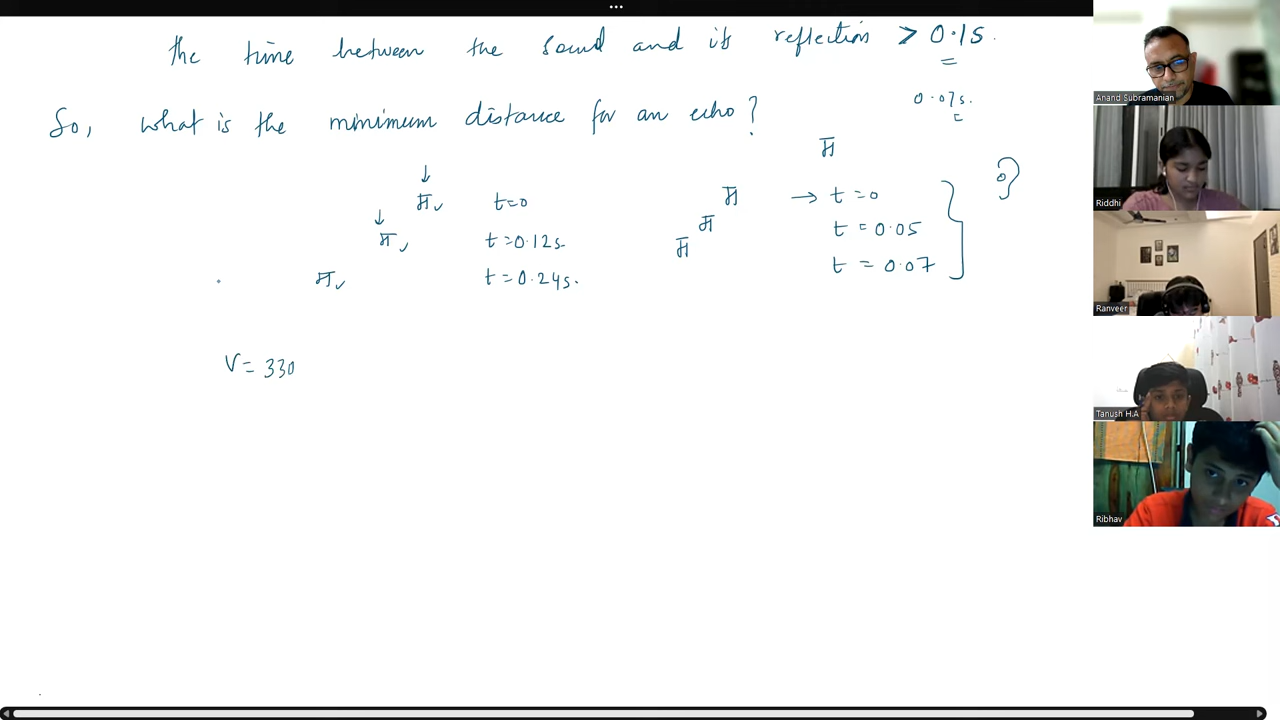 the time between the sound and its reflection > 0.1s.
0.07s.
So, what is the minimum distance for an echo?
t=0 → t=0
t=0.12s. t=0.05
t=0.24s. t=0.07
V=330
Anand Subramanian
Riddhi
Ranveer
Tanush H.A
Ribhav